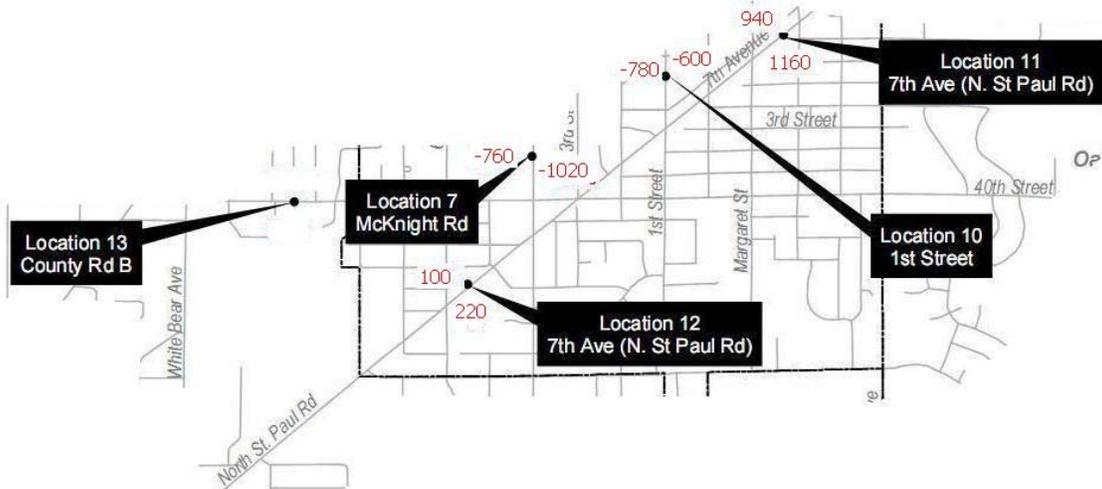 940
-600
-780
7th Avenue
1160
Location 11
7th Ave (N. St Paul Rd)
3rd Street
3rd St
-760
-1020
40th Street
Location 7
McKnight Rd
1st Street
Margaret St
Location 10
1st Street
Location 13
County Rd B
White Bear Ave
100
220
Location 12
7th Ave (N. St Paul Rd)
North St. Paul Rd